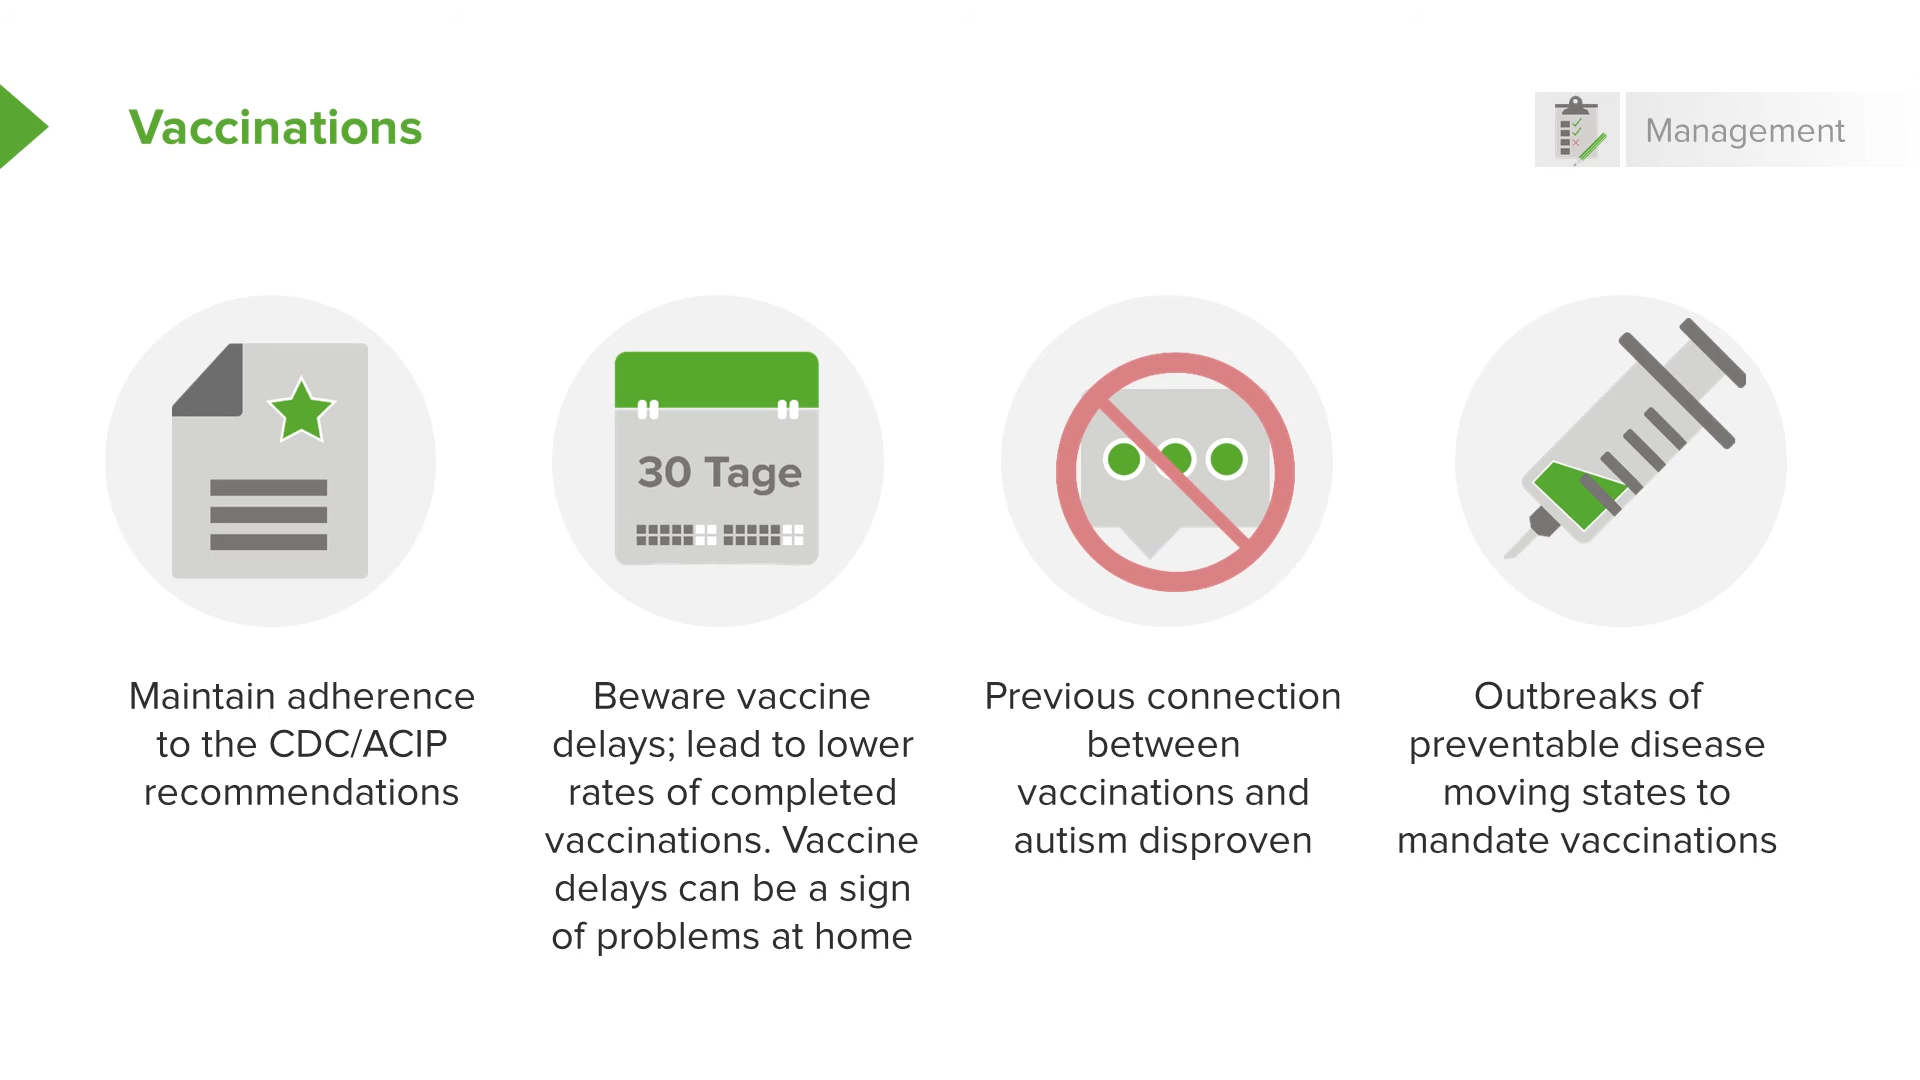 Vaccinations
Management
30 Tage
Maintain adherence
to the CDC/ACIP
recommendations
Beware vaccine
delays; lead to lower
rates of completed
vaccinations. Vaccine
delays can be a sign
of problems at home
Previous connection
between
vaccinations and
autism disproven
Outbreaks of
preventable disease
moving states to
mandate vaccinations